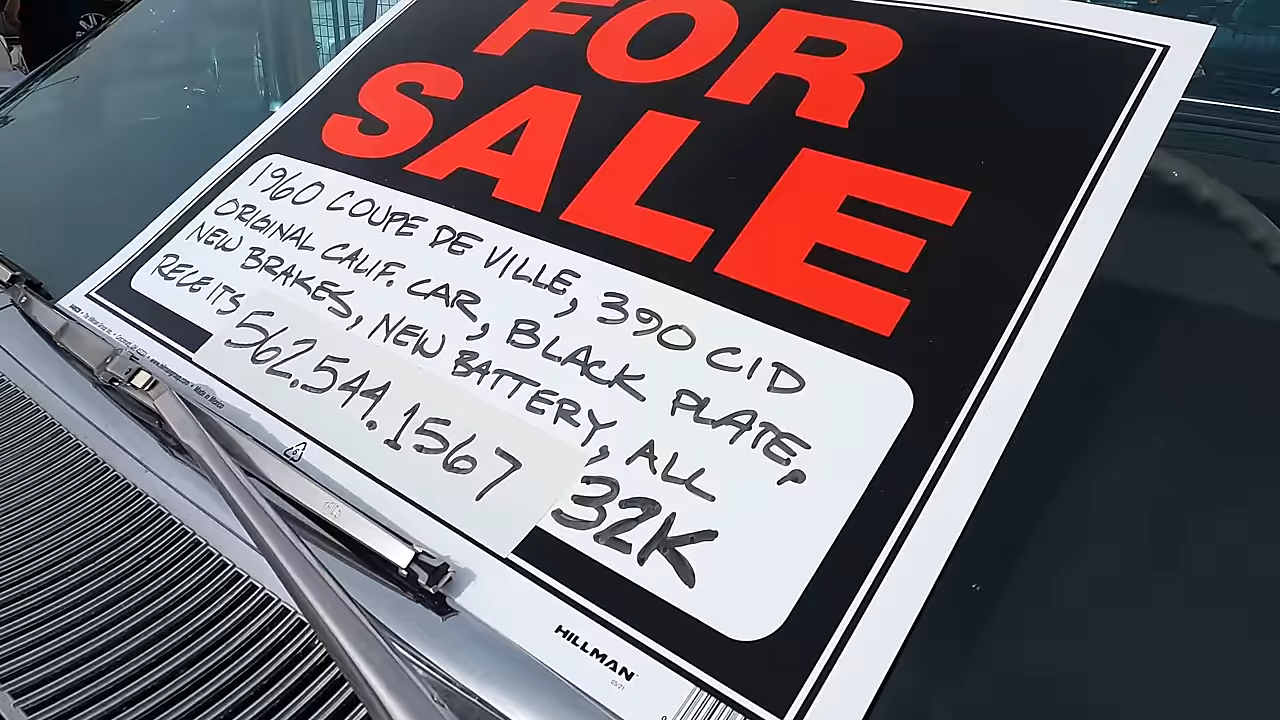 FOR
SALE
1960 COUPE DE VILLE, 390 CID
ORIGINAL CALIF. CAR, BLACK PLATE,
NEW BRAKES, NEW BATTERY, ALL
RECEITS
562.544.1567
32K
HILLMAN
TRICO